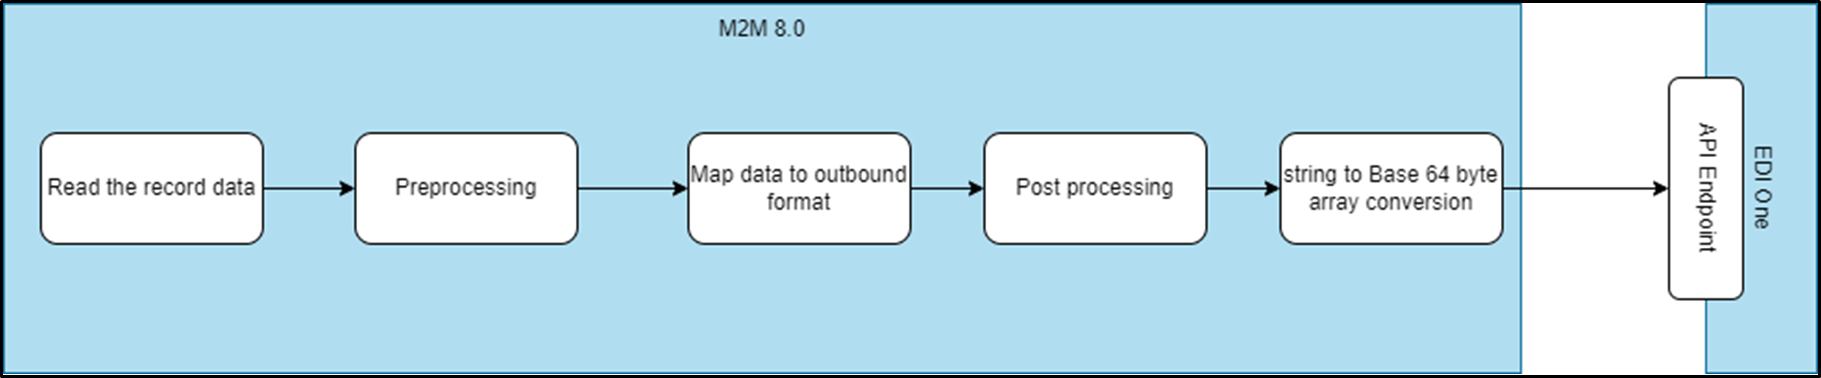 M2M 8.0
Read the record data
Preprocessing
Map data to outbound
format
Post processing
string to Base 64 byte
array conversion
API Endpoint
EDI One